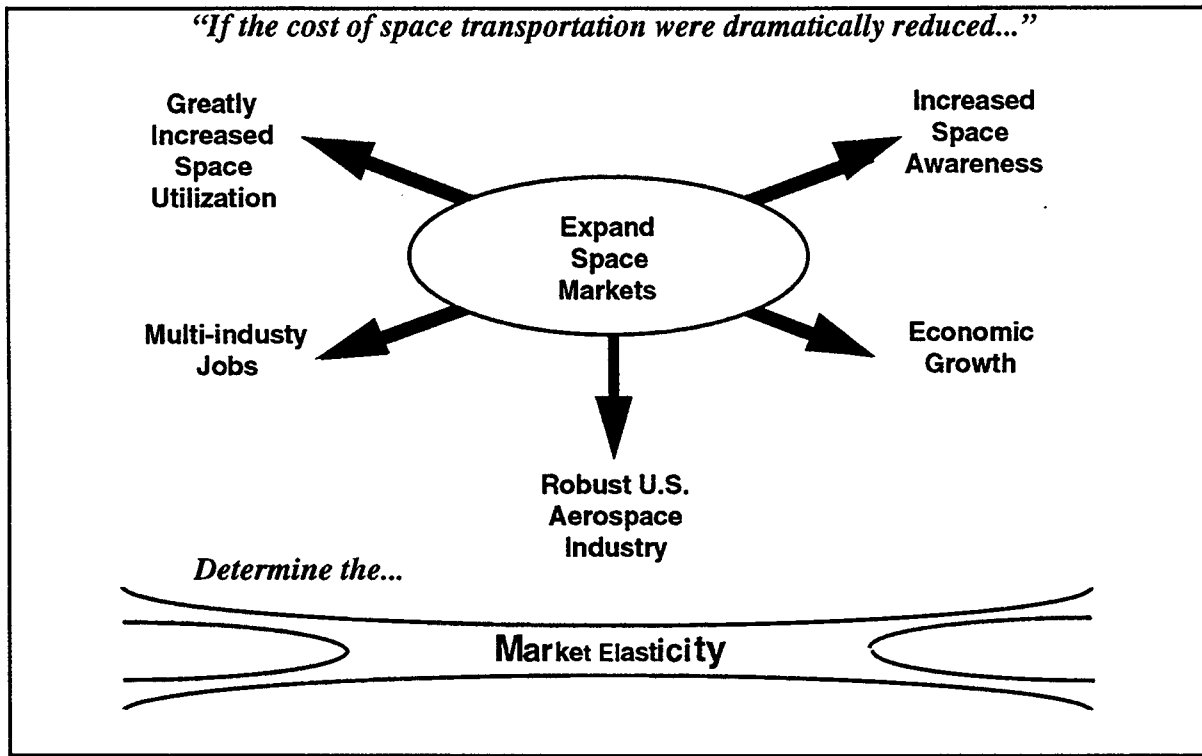 “If the cost of space transportation were dramatically reduced...”
Greatly
Increased
Space
Utilization
Increased
Space
Awareness
Expand
Space
Markets
Multi-industy
Jobs
Economic
Growth
Robust U.S.
Aerospace
Industry
Determine the...
Market Elasticity